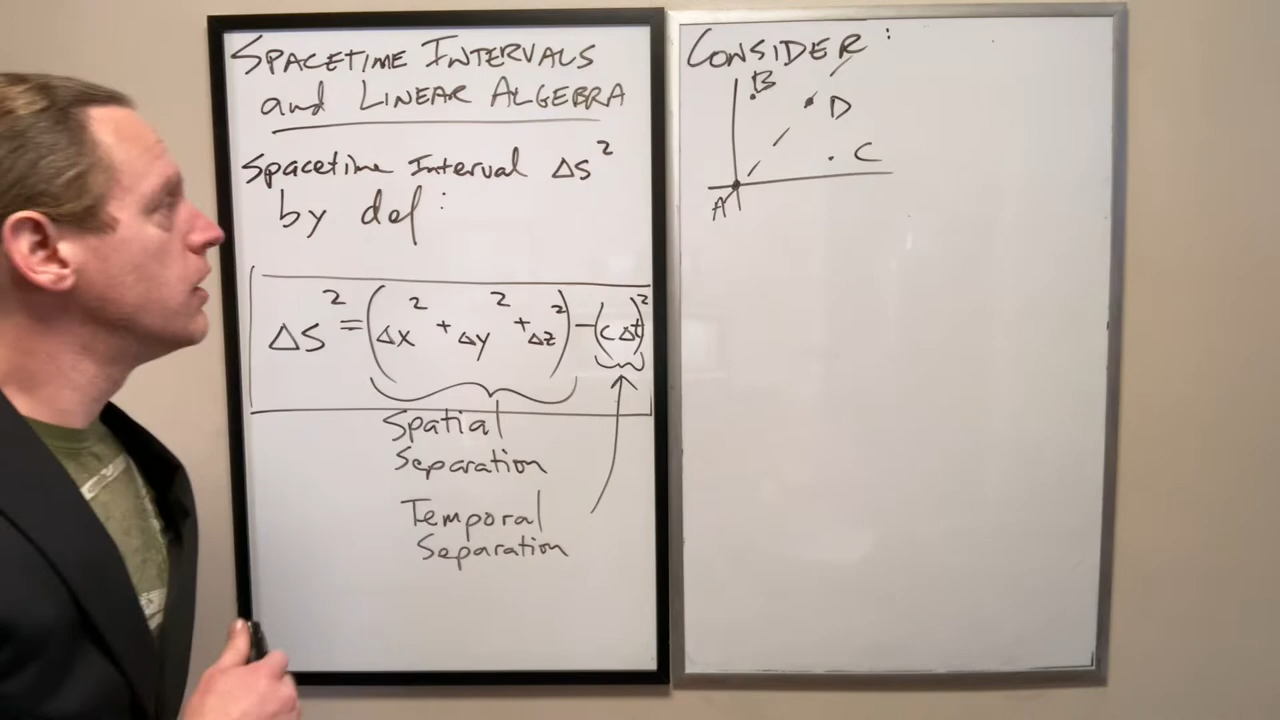 SPACETIME INTERVALS
and LINEAR ALGEBRA
Spacetime Interval Δs²
by def:
Δs² = (Δx² + Δy² + Δz²) - (cΔt)²
Spatial
Separation
Temporal
Separation
CONSIDER:
B
D
C
A